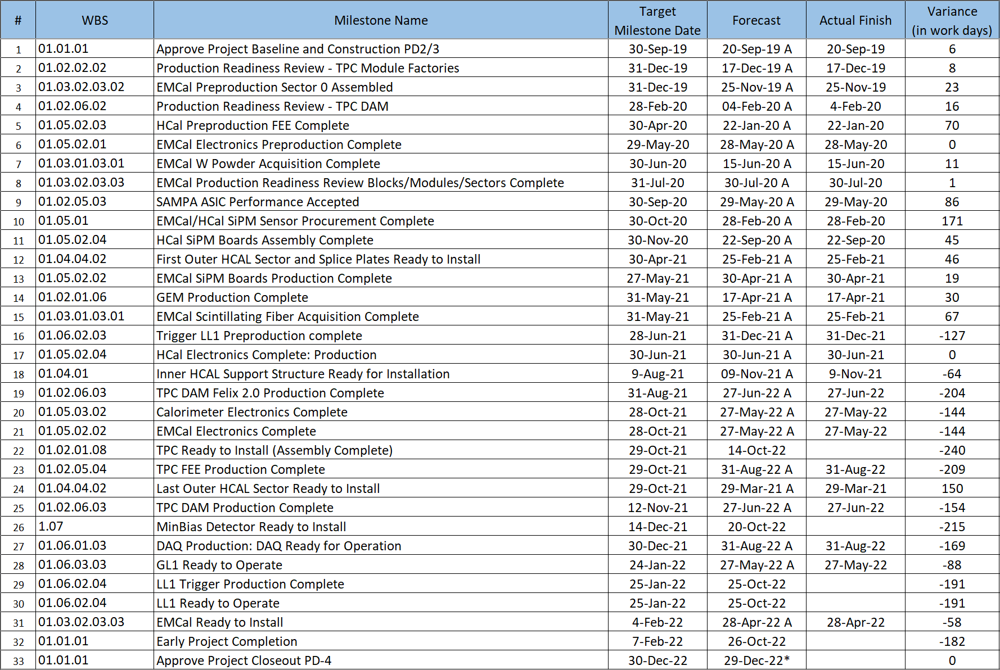 # WBS Milestone Name Target Milestone Date Forecast Actual Finish Variance (in work days)
1 01.01.01 Approve Project Baseline and Construction PD2/3 30-Sep-19 20-Sep-19 A 20-Sep-19 6
2 01.02.02.02 Production Readiness Review - TPC Module Factories 31-Dec-19 17-Dec-19 A 17-Dec-19 8
3 01.03.02.03.02 EMCal Preproduction Sector 0 Assembled 31-Dec-19 25-Nov-19 A 25-Nov-19 23
4 01.02.06.02 Production Readiness Review - TPC DAM 28-Feb-20 04-Feb-20 A 4-Feb-20 16
5 01.05.02.03 HCal Preproduction FEE Complete 30-Apr-20 22-Jan-20 A 22-Jan-20 70
6 01.05.02.01 EMCal Electronics Preproduction Complete 29-May-20 28-May-20 A 28-May-20 0
7 01.03.01.03.01 EMCal W Powder Acquisition Complete 30-Jun-20 15-Jun-20 A 15-Jun-20 11
8 01.03.02.03.03 EMCal Production Readiness Review Blocks/Modules/Sectors Complete 31-Jul-20 30-Jul-20 A 30-Jul-20 1
9 01.02.05.03 SAMPA ASIC Performance Accepted 30-Sep-20 29-May-20 A 29-May-20 86
10 01.05.01 EMCal/HCal SiPM Sensor Procurement Complete 30-Oct-20 28-Feb-20 A 28-Feb-20 171
11 01.05.02.04 HCal SiPM Boards Assembly Complete 30-Nov-20 22-Sep-20 A 22-Sep-20 45
12 01.04.04.02 First Outer HCAL Sector and Splice Plates Ready to Install 30-Apr-21 25-Feb-21 A 25-Feb-21 46
13 01.05.02.02 EMCal SiPM Boards Production Complete 27-May-21 30-Apr-21 A 30-Apr-21 19
14 01.02.01.06 GEM Production Complete 31-May-21 17-Apr-21 A 17-Apr-21 30
15 01.03.01.03.01 EMCal Scintillating Fiber Acquisition Complete 31-May-21 25-Feb-21 A 25-Feb-21 67
16 01.06.02.03 Trigger LL1 Preproduction complete 28-Jun-21 31-Dec-21 A 31-Dec-21 -127
17 01.05.02.04 HCal Electronics Complete: Production 30-Jun-21 30-Jun-21 A 30-Jun-21 0
18 01.04.01 Inner HCAL Support Structure Ready for Installation 9-Aug-21 09-Nov-21 A 9-Nov-21 -64
19 01.02.06.03 TPC DAM Felix 2.0 Production Complete 31-Aug-21 27-Jun-22 A 27-Jun-22 -204
20 01.05.03.02 Calorimeter Electronics Complete 28-Oct-21 27-May-22 A 27-May-22 -144
21 01.05.02.02 EMCal Electronics Complete 28-Oct-21 27-May-22 A 27-May-22 -144
22 01.02.01.08 TPC Ready to Install (Assembly Complete) 29-Oct-21 14-Oct-22 -240
23 01.02.05.04 TPC FEE Production Complete 29-Oct-21 31-Aug-22 A 31-Aug-22 -209
24 01.04.04.02 Last Outer HCAL Sector Ready to Install 29-Oct-21 29-Mar-21 A 29-Mar-21 150
25 01.02.06.03 TPC DAM Production Complete 12-Nov-21 27-Jun-22 A 27-Jun-22 -154
26 1.07 MinBias Detector Ready to Install 14-Dec-21 20-Oct-22 -215
27 01.06.01.03 DAQ Production: DAQ Ready for Operation 30-Dec-21 31-Aug-22 A 31-Aug-22 -169
28 01.06.03.03 GL1 Ready to Operate 24-Jan-22 27-May-22 A 27-May-22 -88
29 01.06.02.04 LL1 Trigger Production Complete 25-Jan-22 25-Oct-22 -191
30 01.06.02.04 LL1 Ready to Operate 25-Jan-22 25-Oct-22 -191
31 01.03.02.03.03 EMCal Ready to Install 4-Feb-22 28-Apr-22 A 28-Apr-22 -58
32 01.01.01 Early Project Completion 7-Feb-22 26-Oct-22 -182
33 01.01.01 Approve Project Closeout PD-4 30-Dec-22 29-Dec-22* 0